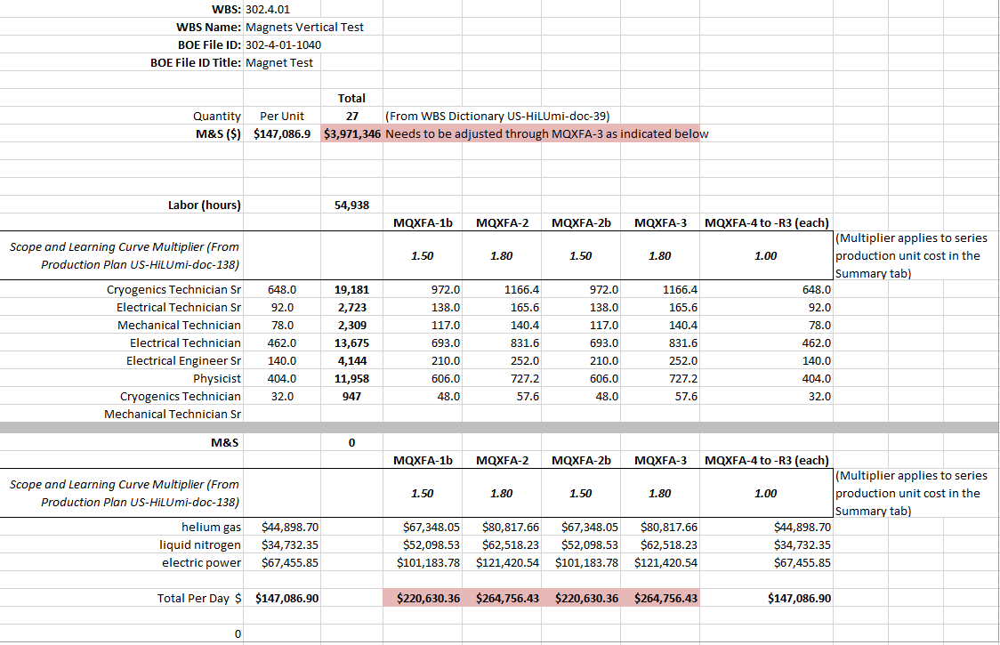 WBS: 302.4.01
WBS Name: Magnets Vertical Test
BOE File ID: 302-4-01-1040
BOE File ID Title: Magnet Test
Total
Quantity Per Unit 27 (From WBS Dictionary US-HiLUmi-doc-39)
M&S ($) $147,086.9 $3,971,346 Needs to be adjusted through MQXFA-3 as indicated below
Labor (hours) 54,938
MQXFA-1b MQXFA-2 MQXFA-2b MQXFA-3 MQXFA-4 to -R3 (each)
Scope and Learning Curve Multiplier (From
Production Plan US-HiLUmi-doc-138)
1.50 1.80 1.50 1.80 1.00
(Multiplier applies to series
production unit cost in the
Summary tab)
Cryogenics Technician Sr 648.0 19,181 972.0 1166.4 972.0 1166.4 648.0
Electrical Technician Sr 92.0 2,723 138.0 165.6 138.0 165.6 92.0
Mechanical Technician 78.0 2,309 117.0 140.4 117.0 140.4 78.0
Electrical Technician 462.0 13,675 693.0 831.6 693.0 831.6 462.0
Electrical Engineer Sr 140.0 4,144 210.0 252.0 210.0 252.0 140.0
Physicist 404.0 11,958 606.0 727.2 606.0 727.2 404.0
Cryogenics Technician 32.0 947 48.0 57.6 48.0 57.6 32.0
Mechanical Technician Sr
M&S 0
MQXFA-1b MQXFA-2 MQXFA-2b MQXFA-3 MQXFA-4 to -R3 (each)
Scope and Learning Curve Multiplier (From
Production Plan US-HiLUmi-doc-138)
1.50 1.80 1.50 1.80 1.00
(Multiplier applies to series
production unit cost in the
Summary tab)
helium gas $44,898.70 $67,348.05 $80,817.66 $67,348.05 $80,817.66 $44,898.70
liquid nitrogen $34,732.35 $52,098.53 $62,518.23 $52,098.53 $62,518.23 $34,732.35
electric power $67,455.85 $101,183.78 $121,420.54 $101,183.78 $121,420.54 $67,455.85
Total Per Day $ $147,086.90 $220,630.36 $264,756.43 $220,630.36 $264,756.43 $147,086.90
0